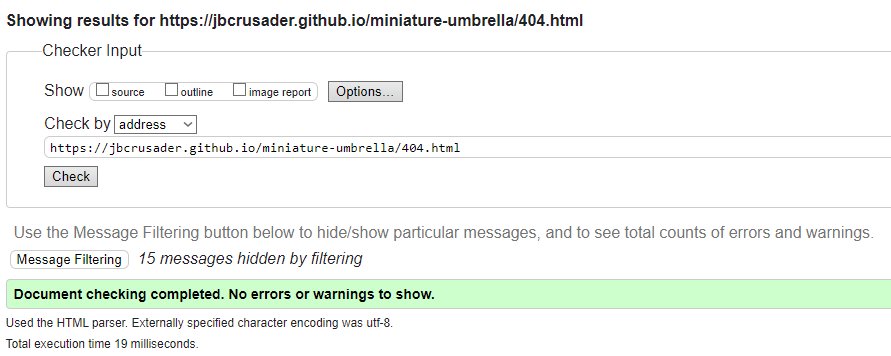 Showing results for https://jbcrusader.github.io/miniature-umbrella/404.html
Checker Input
Show source outline image report Options...
Check by address
https://jbcrusader.github.io/miniature-umbrella/404.html
Check
Use the Message Filtering button below to hide/show particular messages, and to see total counts of errors and warnings.
Message Filtering 15 messages hidden by filtering
Document checking completed. No errors or warnings to show.
Used the HTML parser. Externally specified character encoding was utf-8.
Total execution time 19 milliseconds.